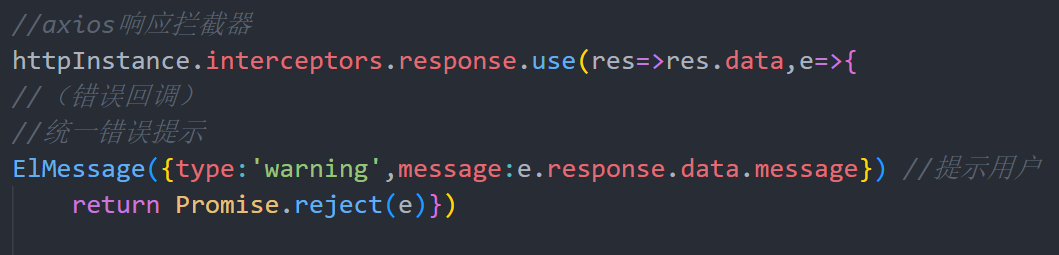 //axios响应拦截器
httpInstance.interceptors.response.use(res=>res.data,e=>{
//（错误回调）
//统一错误提示
ElMessage({type:'warning',message:e.response.data.message}) //提示用户
    return Promise.reject(e)})